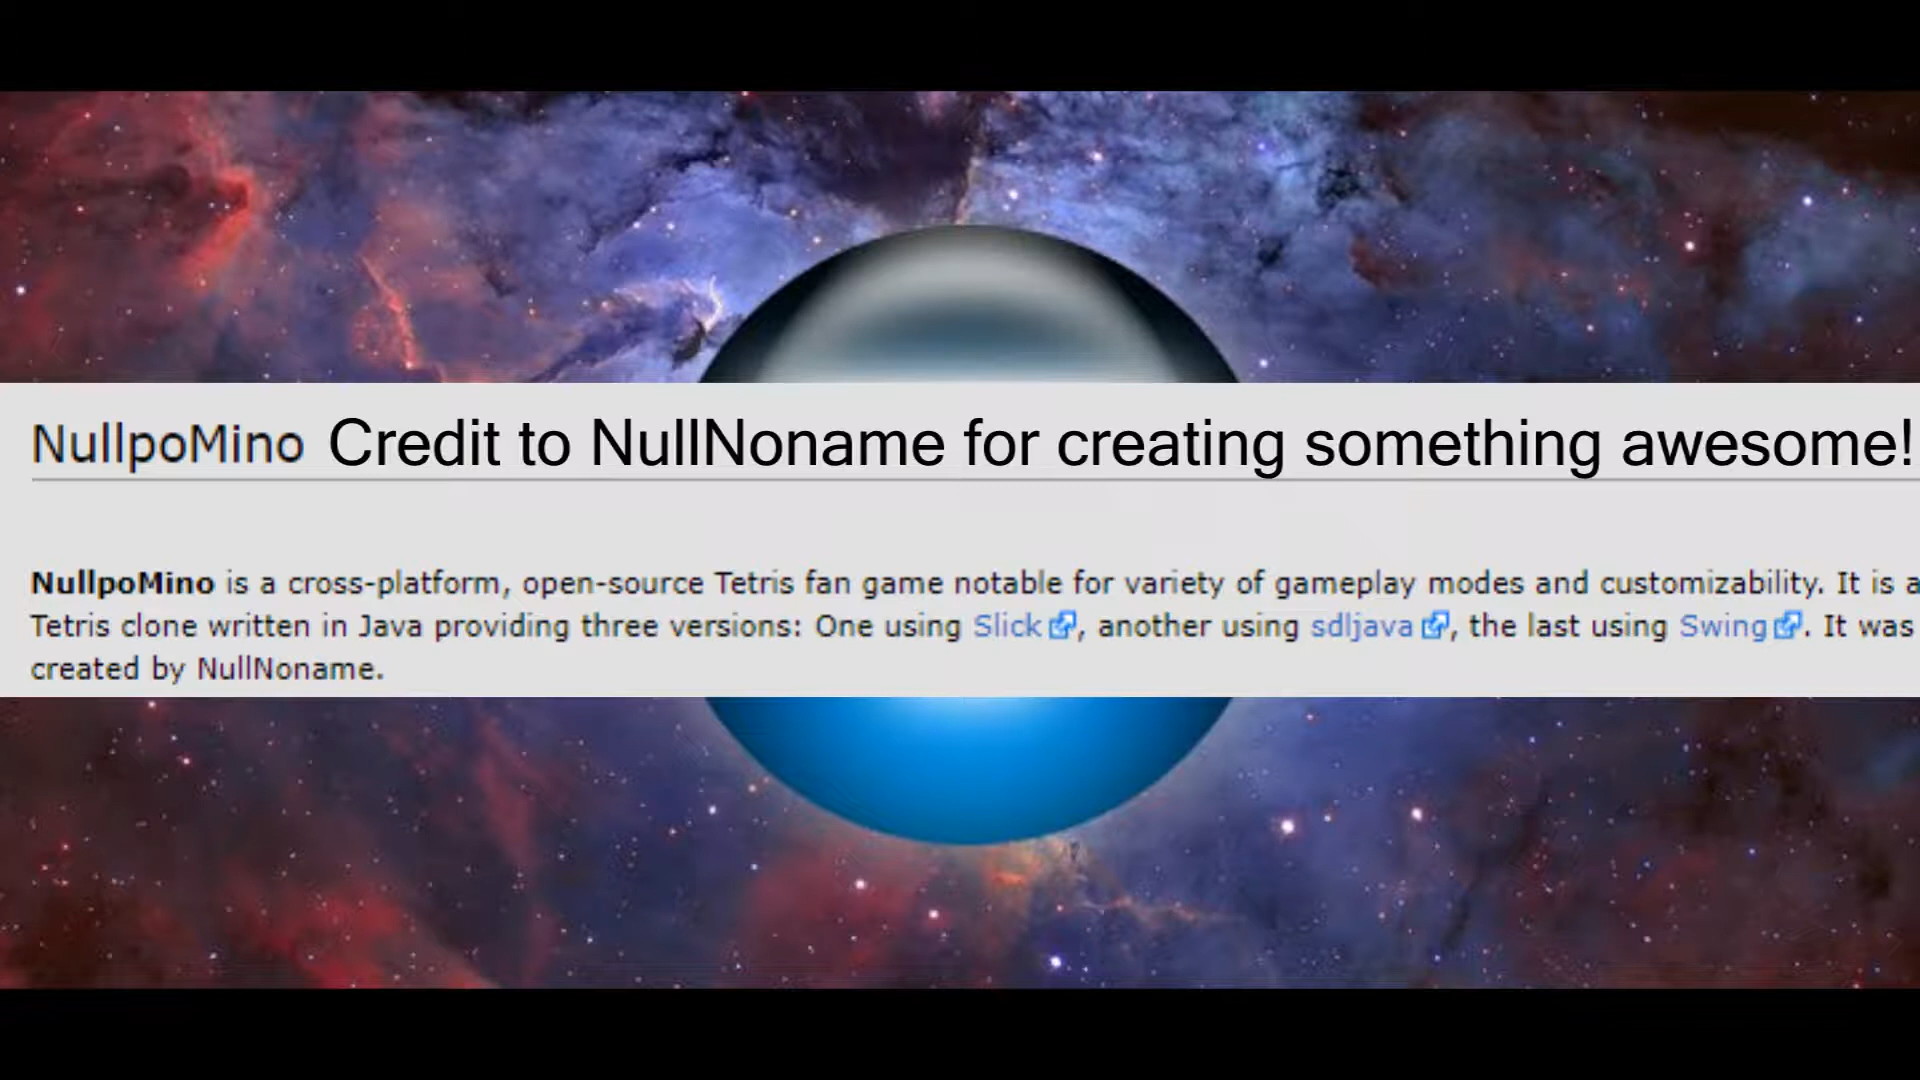 NullpoMino Credit to NullNoname for creating something awesome!
NullpoMino is a cross-platform, open-source Tetris fan game notable for variety of gameplay modes and customizability. It is a
Tetris clone written in Java providing three versions: One using Slick, another using sdljava, the last using Swing. It was
created by NullNoname.